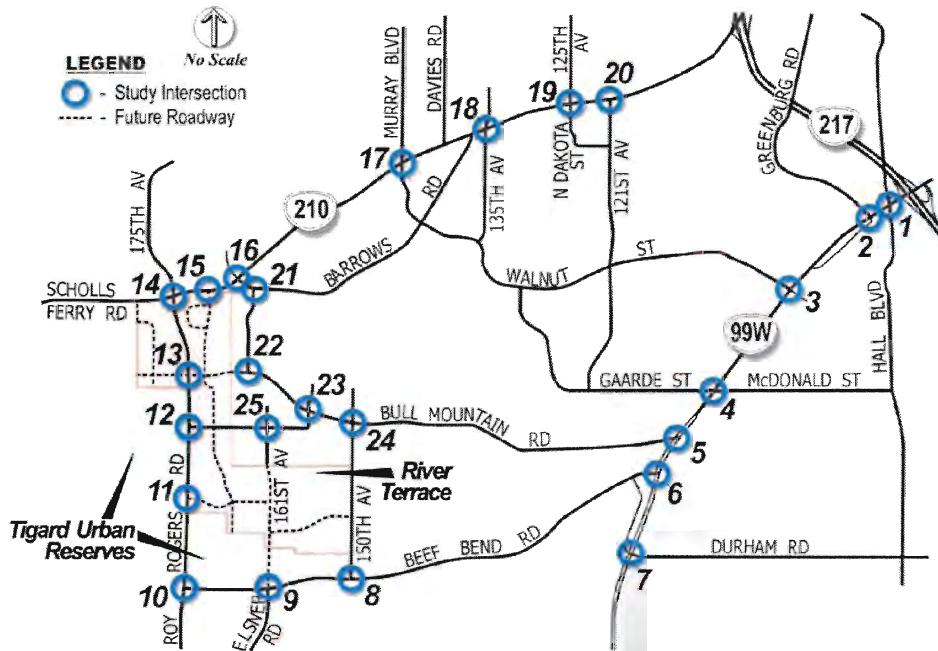 No Scale
LEGEND
- Study Intersection
- Future Roadway
MURRAY BLVD
DAVIES RD
125TH AV
GREENBURG RD
217
HALL BLVD
20
19
18
17
N DAKOTA ST
121ST AV
135TH AV
175TH AV
210
BARROWS RD
1
2
16
15
21
14
SCHOLLS FERRY RD
WALNUT ST
3
99W
13
22
GAARDE ST
McDONALD ST
4
23
12
25
24
BULL MOUNTAIN RD
5
6
River Terrace
161ST AV
150TH AV
11
Tigard Urban Reserves
ROY ROGERS RD
BEEF BEND RD
DURHAM RD
7
10
9
8
ELSNER RD